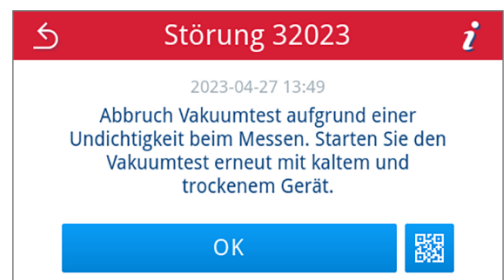 Störung 32023
i
2023-04-27 13:49
Abbruch Vakuumtest aufgrund einer
Undichtigkeit beim Messen. Starten Sie den
Vakuumtest erneut mit kaltem und
trockenem Gerät.
OK